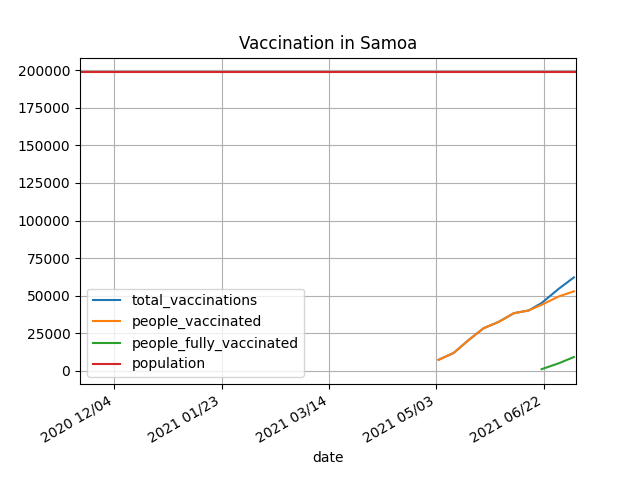 Vaccination in Samoa
200000
175000
150000
125000
100000
75000
50000
25000
0
total_vaccinations
people_vaccinated
people_fully_vaccinated
population
2020 12/04
2021 01/23
2021 03/14
2021 05/03
2021 06/22
date